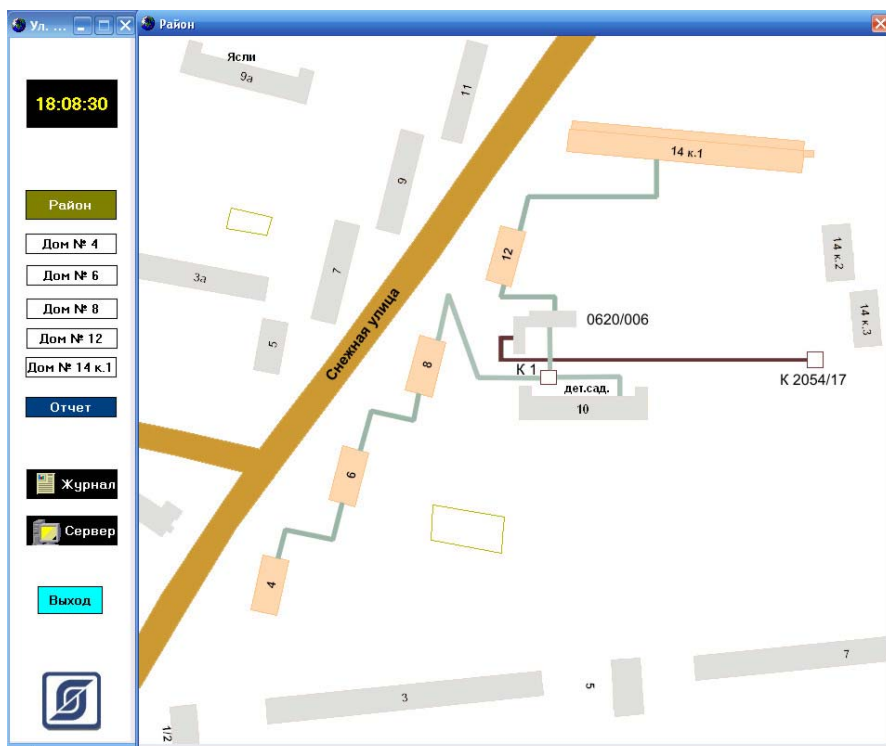 Ул. ...
18:08:30
Район
Дом № 4
Дом № 6
Дом № 8
Дом № 12
Дом № 14 к.1
Отчет
Журнал
Сервер
Выход
Район
Ясли
9а
11
9
7
3а
5
Снежная улица
14 к.1
12
14 к.2
14 к.3
0620/006
К 1
К 2054/17
8
дет.сад.
10
6
4
3
5
7
1/2